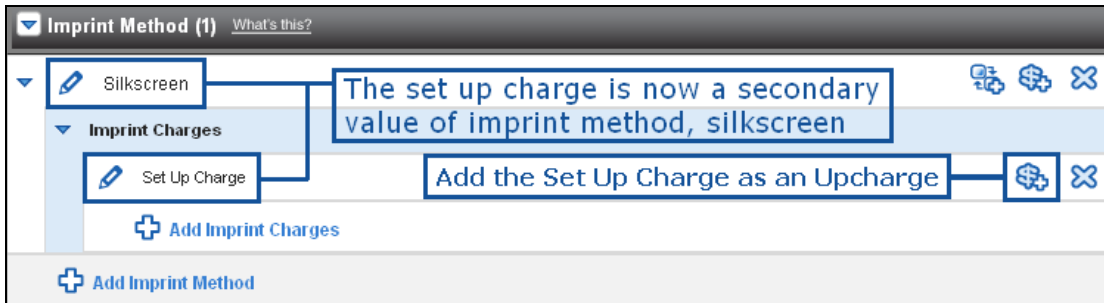 Imprint Method (1) What's this?
Silkscreen
The set up charge is now a secondary
value of imprint method, silkscreen
Imprint Charges
Set Up Charge
Add the Set Up Charge as an Upcharge
Add Imprint Charges
Add Imprint Method